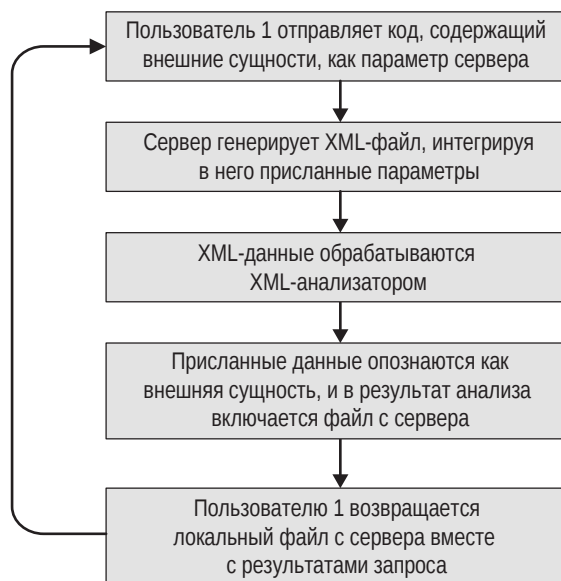 Пользователь 1 отправляет код, содержащий
внешние сущности, как параметр сервера
Сервер генерирует XML-файл, интегрируя
в него присланные параметры
XML-данные обрабатываются
XML-анализатором
Присланные данные опознаются как
внешняя сущность, и в результат анализа
включается файл с сервера
Пользователю 1 возвращается
локальный файл с сервера вместе
с результатами запроса